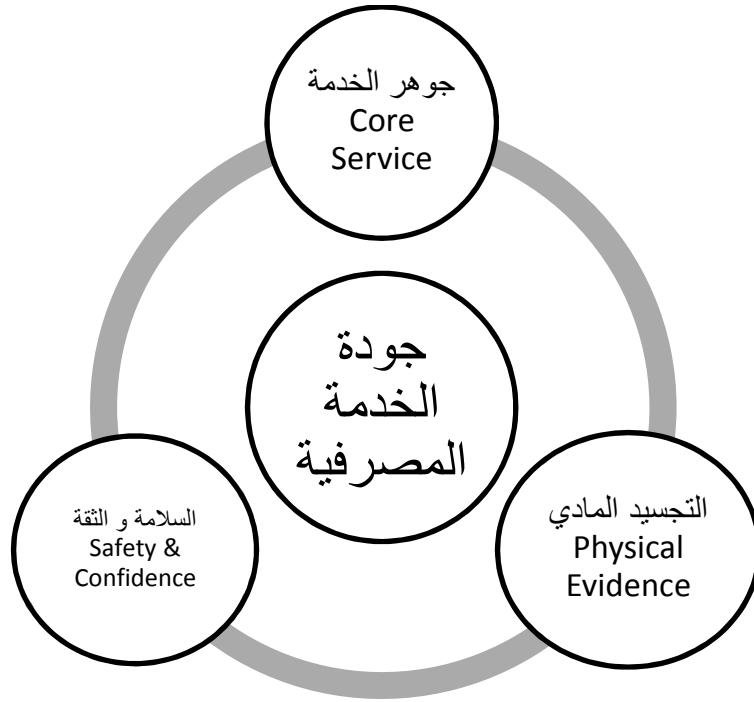 جوهر الخدمة
Core
Service
جودة
الخدمة
المصرفية
السلامة و الثقة
Safety &
Confidence
التجسيد المادي
Physical
Evidence